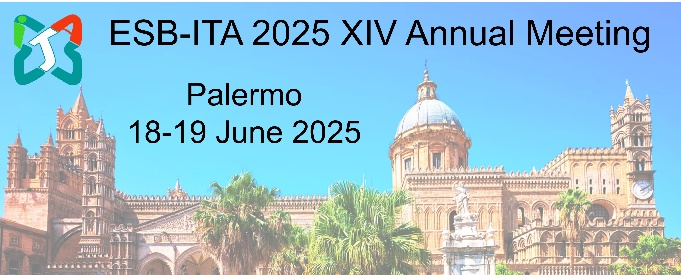 ESB-ITA 2025 XIV Annual Meeting
Palermo
18-19 June 2025